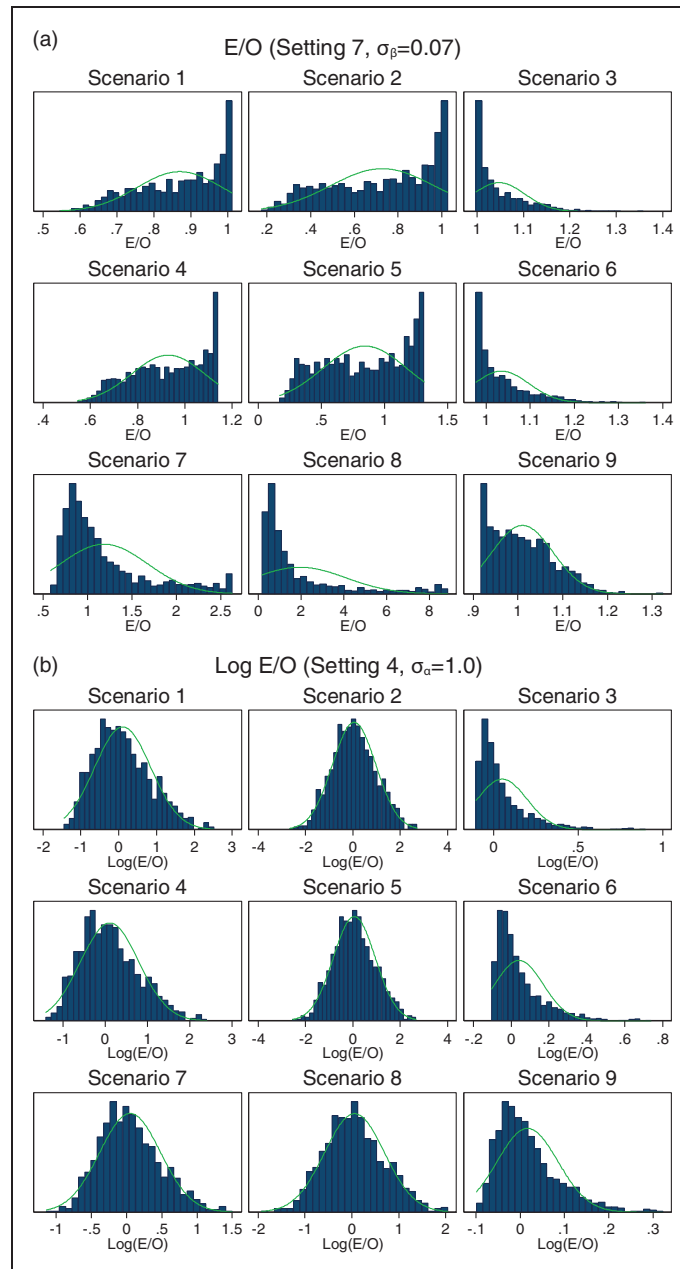 (a)
E/O (Setting 7, σβ=0.07)
Scenario 1 Scenario 2 Scenario 3
.5 .6 .7 .8 .9 1 .2 .4 .6 .8 1 1 1.1 1.2 1.3 1.4
E/O E/O E/O
Scenario 4 Scenario 5 Scenario 6
.4 .6 .8 1 1.2 0 .5 1 1.5 1 1.1 1.2 1.3 1.4
E/O E/O E/O
Scenario 7 Scenario 8 Scenario 9
.5 1 1.5 2 2.5 0 2 4 6 8 .9 1 1.1 1.2 1.3
E/O E/O E/O
(b)
Log E/O (Setting 4, σα=1.0)
Scenario 1 Scenario 2 Scenario 3
-2 -1 0 1 2 3 -4 -2 0 2 4 0 .5 1
Log(E/O) Log(E/O) Log(E/O)
Scenario 4 Scenario 5 Scenario 6
-1 0 1 2 3 -4 -2 0 2 4 -.2 0 .2 .4 .6 .8
Log(E/O) Log(E/O) Log(E/O)
Scenario 7 Scenario 8 Scenario 9
-1 -.5 0 .5 1 1.5 -2 -1 0 1 2 -.1 0 .1 .2 .3
Log(E/O) Log(E/O) Log(E/O)